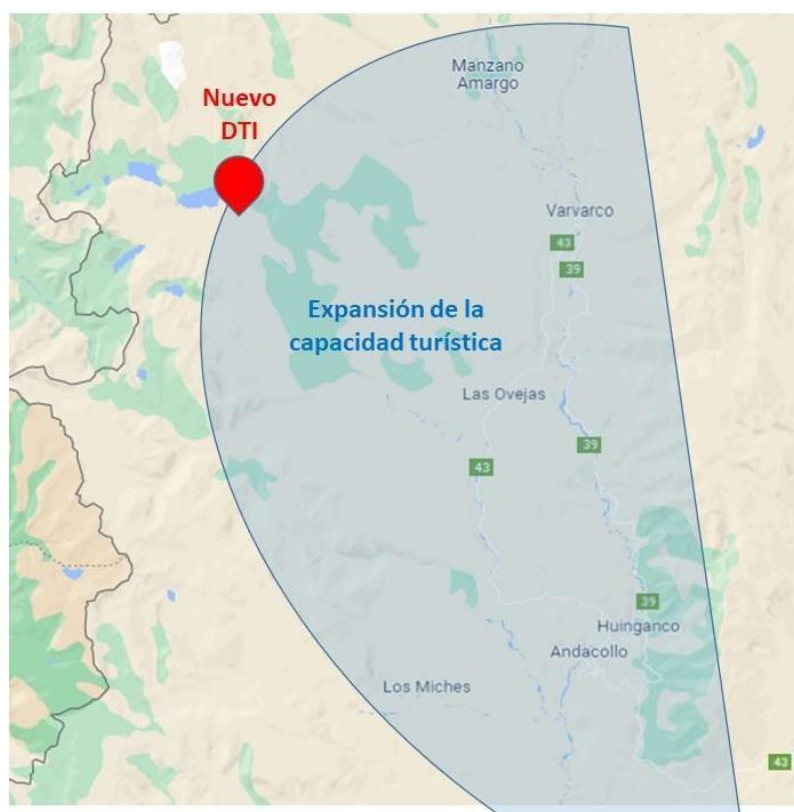 Manzano
Amargo
Nuevo
DTI
Varvarco
43
39
Expansión de la
capacidad turística
Las Ovejas
39
43
39
Huinganco
Andacollo
Los Miches
43